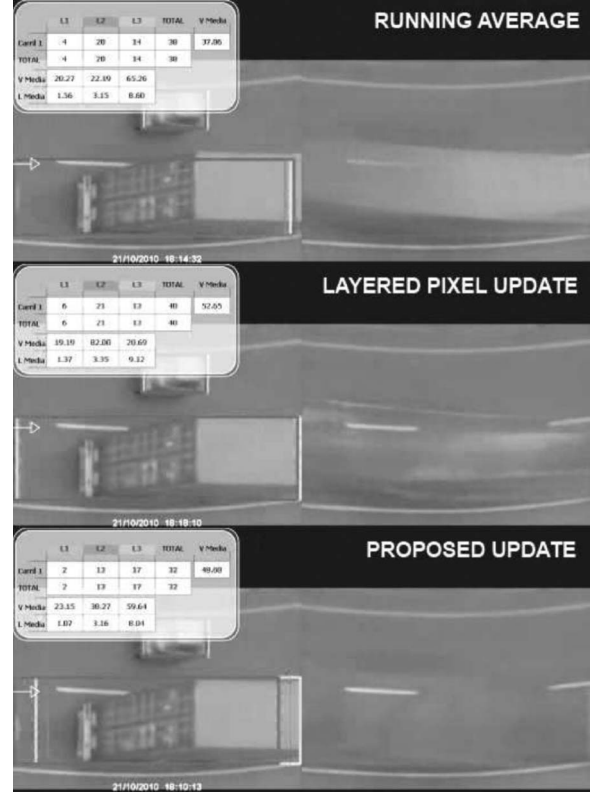 RUNNING AVERAGE
L1 L2 L3 TOTAL V Media
Carril 1 4 20 14 38 37.06
TOTAL 4 20 14 38
V Media 20.27 22.19 65.26
L Media 1.56 3.15 8.60
21/10/2010 18:14:32
LAYERED PIXEL UPDATE
L1 L2 L3 TOTAL V Media
Carril 1 6 21 13 40 52.65
TOTAL 6 21 13 40
V Media 19.19 82.00 20.69
L Media 1.37 3.35 9.12
21/10/2010 18:18:10
PROPOSED UPDATE
L1 L2 L3 TOTAL V Media
Carril 1 2 13 17 32 48.68
TOTAL 2 13 17 32
V Media 23.15 38.27 59.64
L Media 1.07 3.16 8.04
21/10/2010 18:10:13